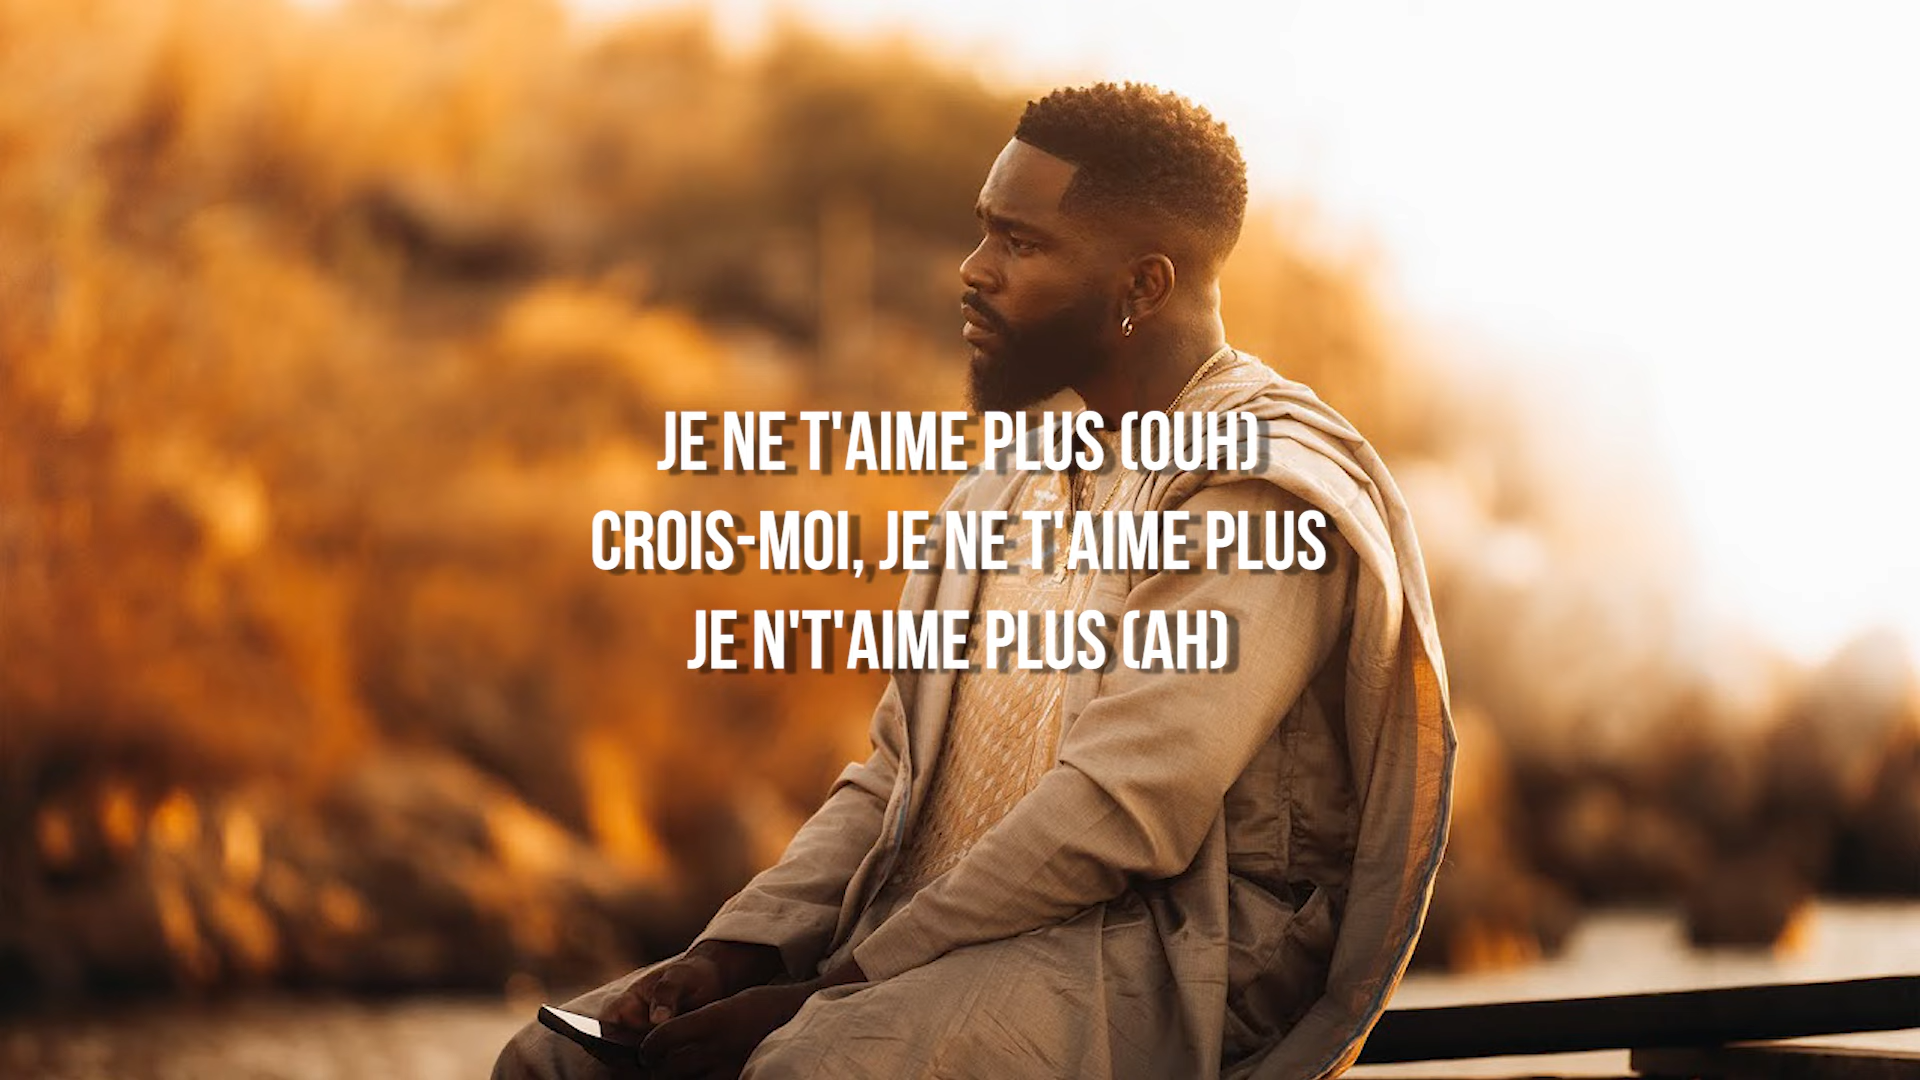 JE NE T'AIME PLUS (OUH)
CROIS-MOI, JE NE T'AIME PLUS
JE N'T'AIME PLUS (AH)